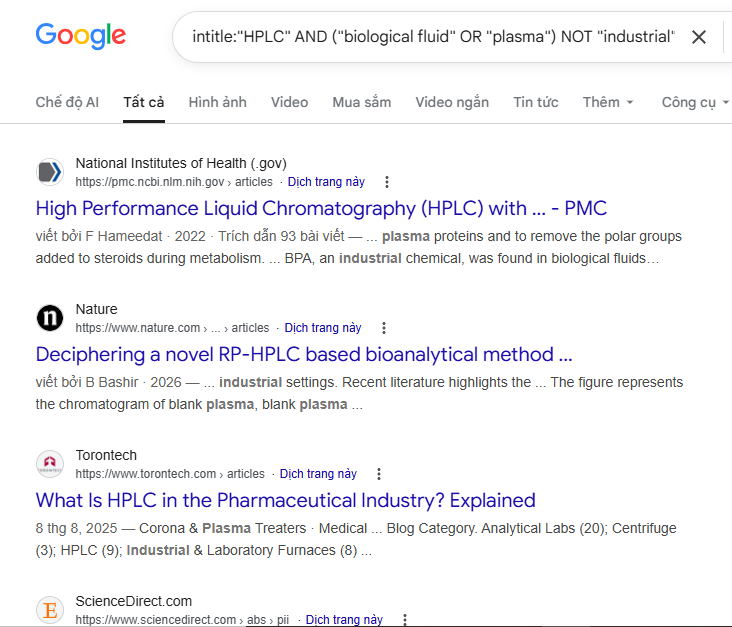 Google
intitle:"HPLC" AND ("biological fluid" OR "plasma") NOT "industrial"
Chế độ AI Tất cả Hình ảnh Video Mua sắm Video ngắn Tin tức Thêm Công cụ
National Institutes of Health (.gov)
https://pmc.ncbi.nlm.nih.gov › articles · Dịch trang này
High Performance Liquid Chromatography (HPLC) with ... - PMC
viết bởi F Hameedat · 2022 · Trích dẫn 93 bài viết — ... plasma proteins and to remove the polar groups
added to steroids during metabolism. ... BPA, an industrial chemical, was found in biological fluids…
n
Nature
https://www.nature.com › ... › articles · Dịch trang này
Deciphering a novel RP-HPLC based bioanalytical method ...
viết bởi B Bashir · 2026 — ... industrial settings. Recent literature highlights the ... The figure represents
the chromatogram of blank plasma, blank plasma ...
Torontech
https://www.torontech.com › articles · Dịch trang này
What Is HPLC in the Pharmaceutical Industry? Explained
8 thg 8, 2025 — Corona & Plasma Treaters · Medical ... Blog Category. Analytical Labs (20); Centrifuge
(3); HPLC (9); Industrial & Laboratory Furnaces (8) ...
E
ScienceDirect.com
https://www.sciencedirect.com › abs › pii · Dịch trang này